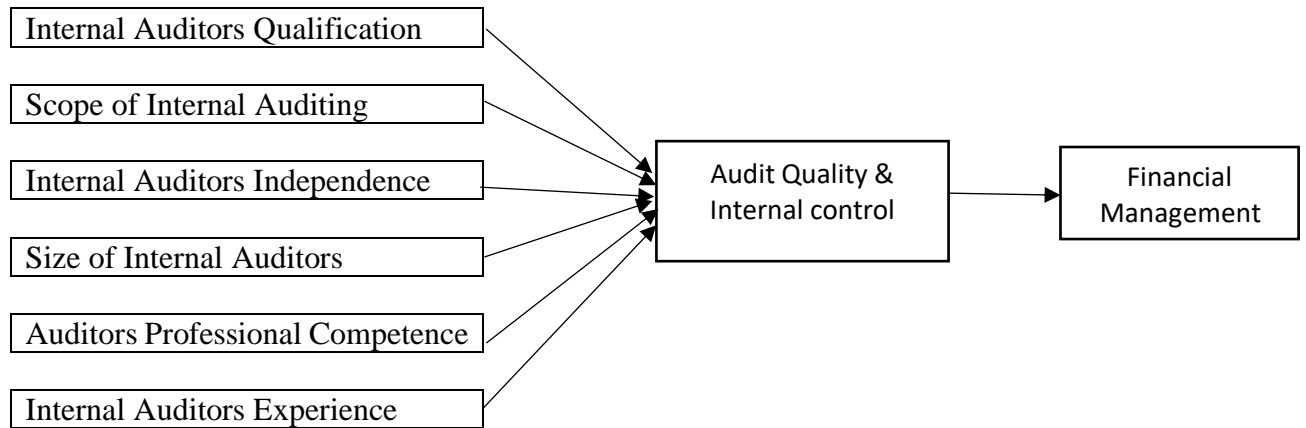 Internal Auditors Qualification
Scope of Internal Auditing
Internal Auditors Independence
Size of Internal Auditors
Auditors Professional Competence
Internal Auditors Experience
Audit Quality &
Internal control
Financial
Management